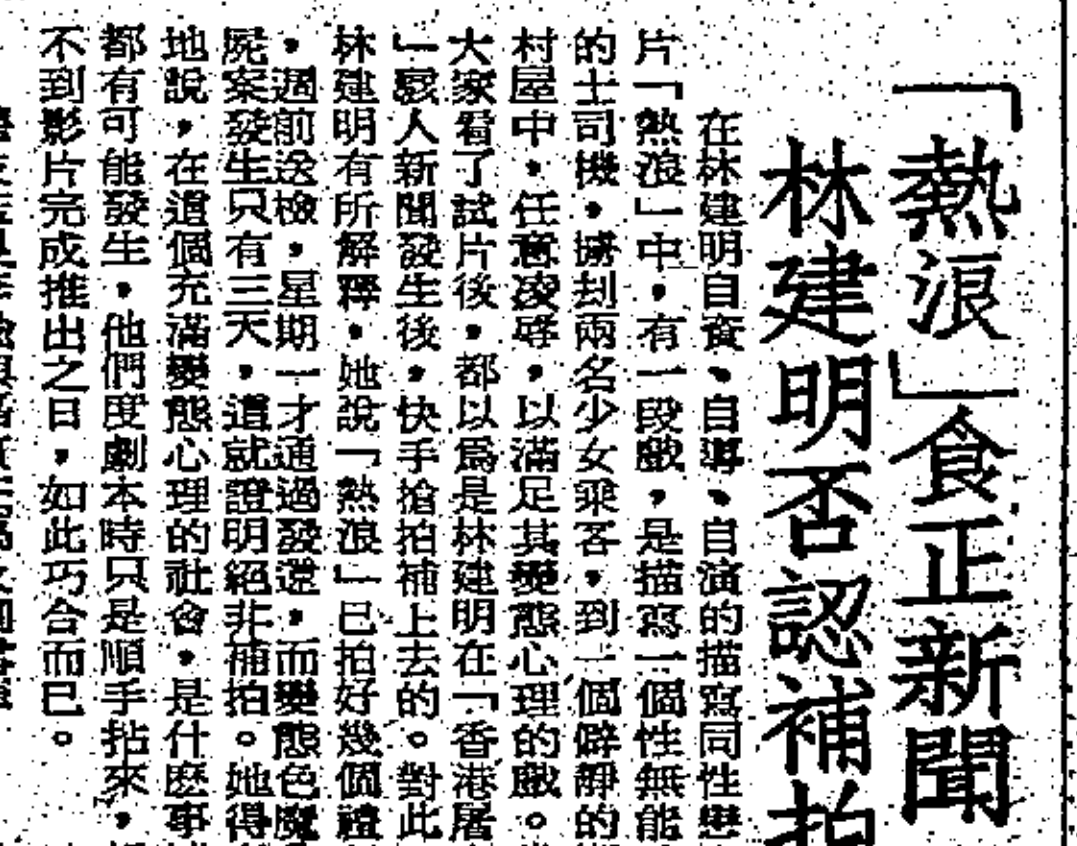 「熱浪」食正新聞
林建明否認補拍
在林建明自資、自導、自演的描寫同性戀
片「熱浪」中，有一段戲，是描寫一個性無能
的士司機，擄刦兩名少女乘客，到一個僻靜的
村屋中，任意凌辱，以滿足其變態心理的戲。
大家看了試片後，都以爲是林建明在「香港屠
」駭人新聞發生後，快手搶拍補上去的。對此
林建明有所解釋，她說「熱浪」已拍好幾個禮
，週前送檢，星期一才通過發還，而變態色魔
屍案發生只有三天，這就證明絕非補拍。她得
地說，在這個充滿變態心理的社會，是什麽事
都有可能發生，他們度劇本時只是順手拈來，
不到影片完成推出之日，如此巧合而已。